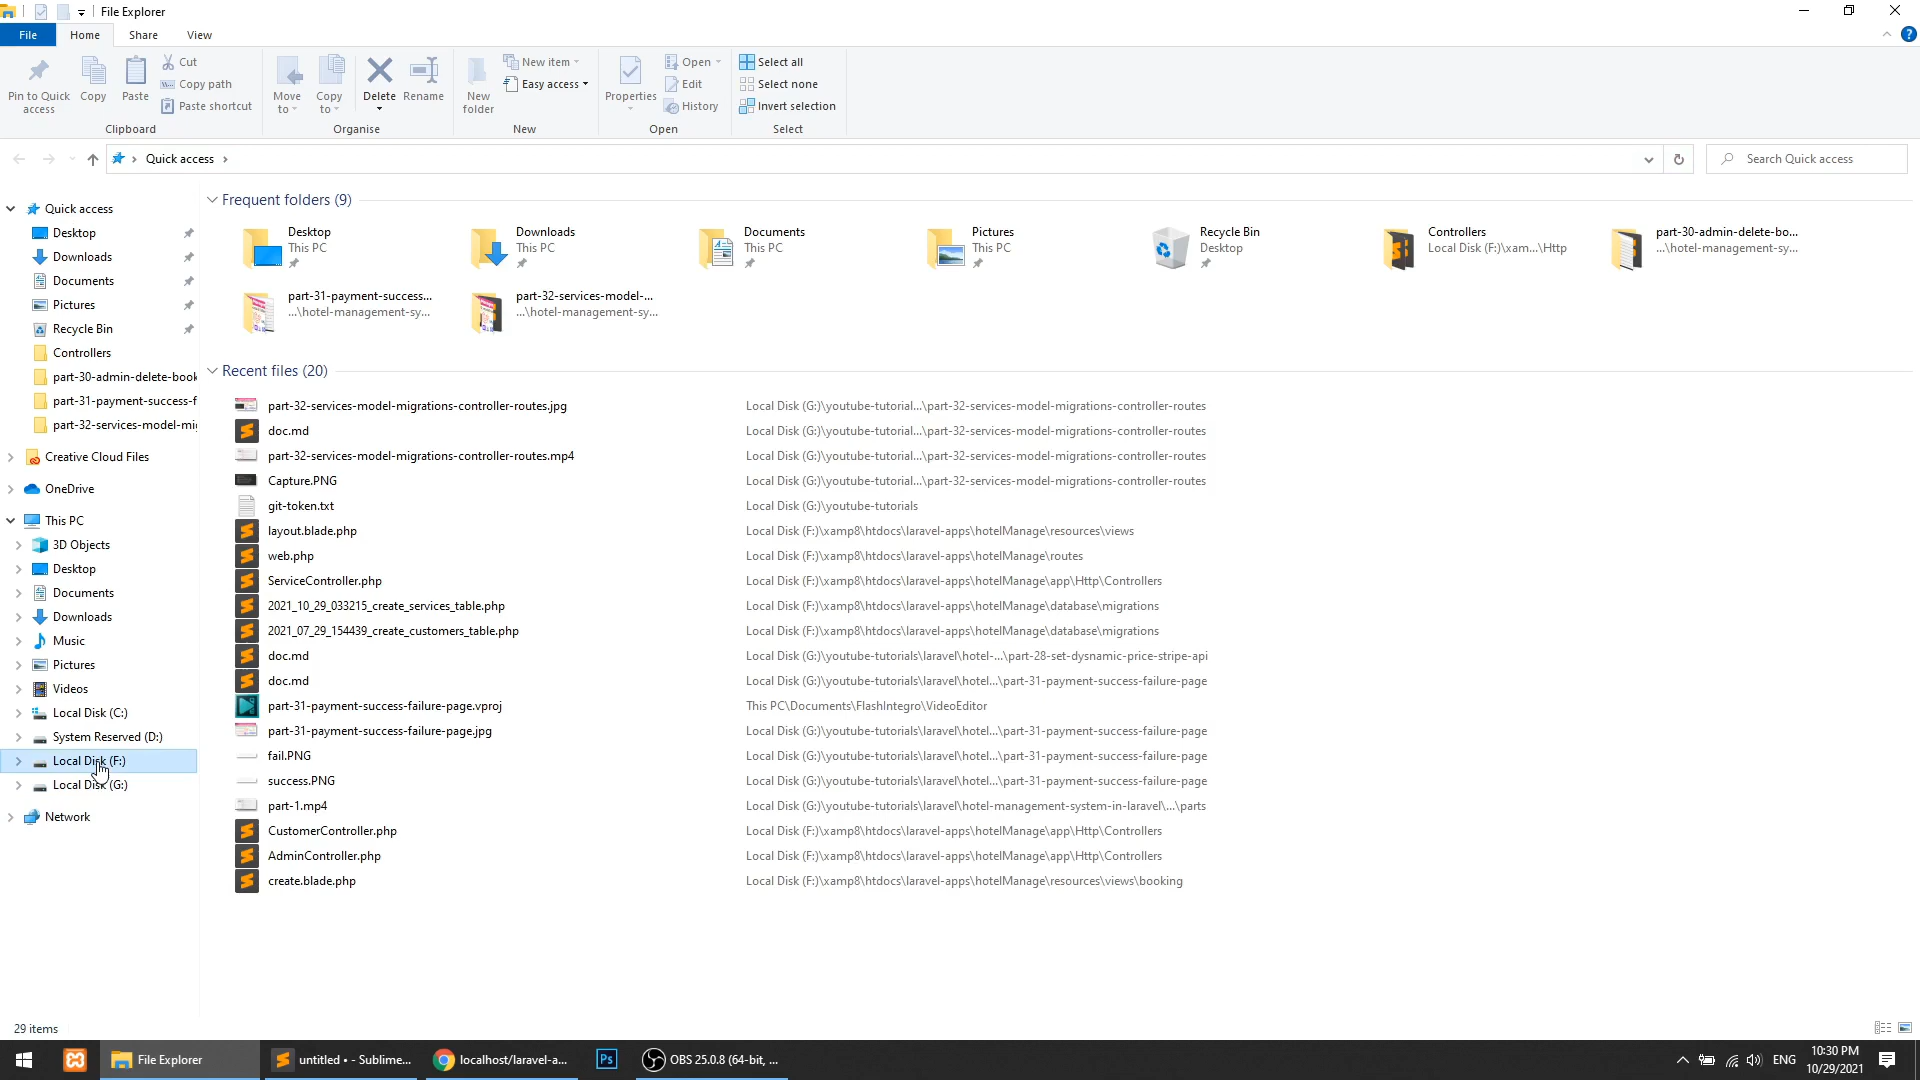 File Explorer
File
Home
Share
View
Pin to Quick
access
Copy
Paste
Cut
Copy path
Paste shortcut
Clipboard
Move
to
Copy
to
Delete
Rename
Organise
New
folder
New item
Easy access
New
Properties
Open
Edit
History
Open
Select all
Select none
Invert selection
Select
Quick access
Search Quick access
Quick access
Desktop
Downloads
Documents
Pictures
Recycle Bin
Controllers
part-30-admin-delete-book
part-31-payment-success-f
part-32-services-model-mi
Creative Cloud Files
OneDrive
This PC
3D Objects
Desktop
Documents
Downloads
Music
Pictures
Videos
Local Disk (C:)
System Reserved (D:)
Local Disk (F:)
Local Disk (G:)
Network
Frequent folders (9)
Desktop
This PC
Downloads
This PC
Documents
This PC
Pictures
This PC
Recycle Bin
Desktop
Controllers
Local Disk (F:)\xam...\Http
part-30-admin-delete-bo...
...\hotel-management-sy...
part-31-payment-success...
...\hotel-management-sy...
part-32-services-model-...
...\hotel-management-sy...
Recent files (20)
part-32-services-model-migrations-controller-routes.jpg Local Disk (G:)\youtube-tutorial...\part-32-services-model-migrations-controller-routes
doc.md Local Disk (G:)\youtube-tutorial...\part-32-services-model-migrations-controller-routes
part-32-services-model-migrations-controller-routes.mp4 Local Disk (G:)\youtube-tutorial...\part-32-services-model-migrations-controller-routes
Capture.PNG Local Disk (G:)\youtube-tutorial...\part-32-services-model-migrations-controller-routes
git-token.txt Local Disk (G:)\youtube-tutorials
layout.blade.php Local Disk (F:)\xamp8\htdocs\laravel-apps\hotelManage\resources\views
web.php Local Disk (F:)\xamp8\htdocs\laravel-apps\hotelManage\routes
ServiceController.php Local Disk (F:)\xamp8\htdocs\laravel-apps\hotelManage\app\Http\Controllers
2021_10_29_033215_create_services_table.php Local Disk (F:)\xamp8\htdocs\laravel-apps\hotelManage\database\migrations
2021_07_29_154439_create_customers_table.php Local Disk (F:)\xamp8\htdocs\laravel-apps\hotelManage\database\migrations
doc.md Local Disk (G:)\youtube-tutorials\laravel\hotel-...\part-28-set-dysnamic-price-stripe-api
doc.md Local Disk (G:)\youtube-tutorials\laravel\hotel...\part-31-payment-success-failure-page
part-31-payment-success-failure-page.vproj This PC\Documents\FlashIntegro\VideoEditor
part-31-payment-success-failure-page.jpg Local Disk (G:)\youtube-tutorials\laravel\hotel...\part-31-payment-success-failure-page
fail.PNG Local Disk (G:)\youtube-tutorials\laravel\hotel...\part-31-payment-success-failure-page
success.PNG Local Disk (G:)\youtube-tutorials\laravel\hotel...\part-31-payment-success-failure-page
part-1.mp4 Local Disk (G:)\youtube-tutorials\laravel\hotel-management-system-in-laravel\...\parts
CustomerController.php Local Disk (F:)\xamp8\htdocs\laravel-apps\hotelManage\app\Http\Controllers
AdminController.php Local Disk (F:)\xamp8\htdocs\laravel-apps\hotelManage\app\Http\Controllers
create.blade.php Local Disk (F:)\xamp8\htdocs\laravel-apps\hotelManage\resources\views\booking
29 items
File Explorer
untitled • - Sublime...
localhost/laravel-a...
Ps
OBS 25.0.8 (64-bit, ...
ENG
10:30 PM
10/29/2021